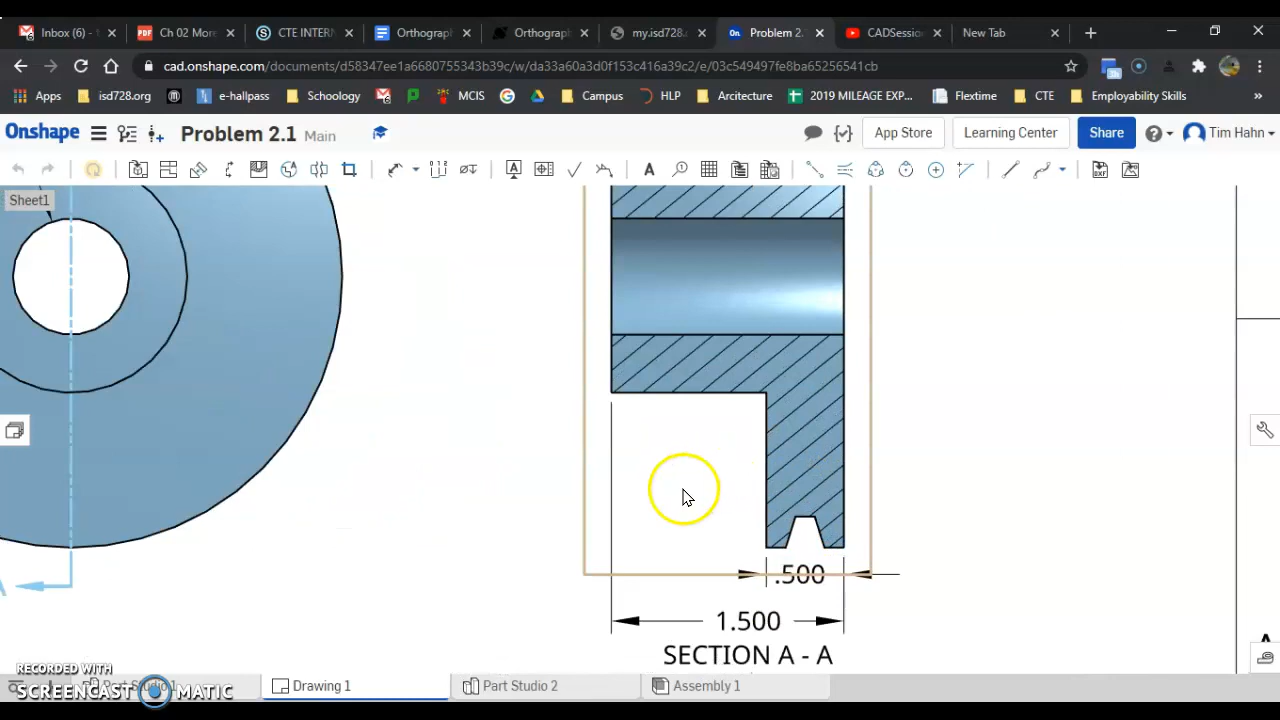 Inbox (6) -
Ch 02 More
CTE INTERN
Orthograph
Orthograp
my.isd728.
Problem 2.
CADSession
New Tab
cad.onshape.com/documents/d58347ee1a6680755343b39c/w/da33a60a3d0f153c416a39c2/e/03c549497fe8ba65256541cb
Apps isd728.org e-hallpass Schoology MCIS Campus HLP Arcitecture 2019 MILEAGE EXP... Flextime CTE Employability Skills »
Onshape Problem 2.1 Main App Store Learning Center Share Tim Hahn
Sheet1
.500
1.500
SECTION A - A
A
RECORDED WITH
SCREENCAST MATIC
Drawing 1
Part Studio 2
Assembly 1